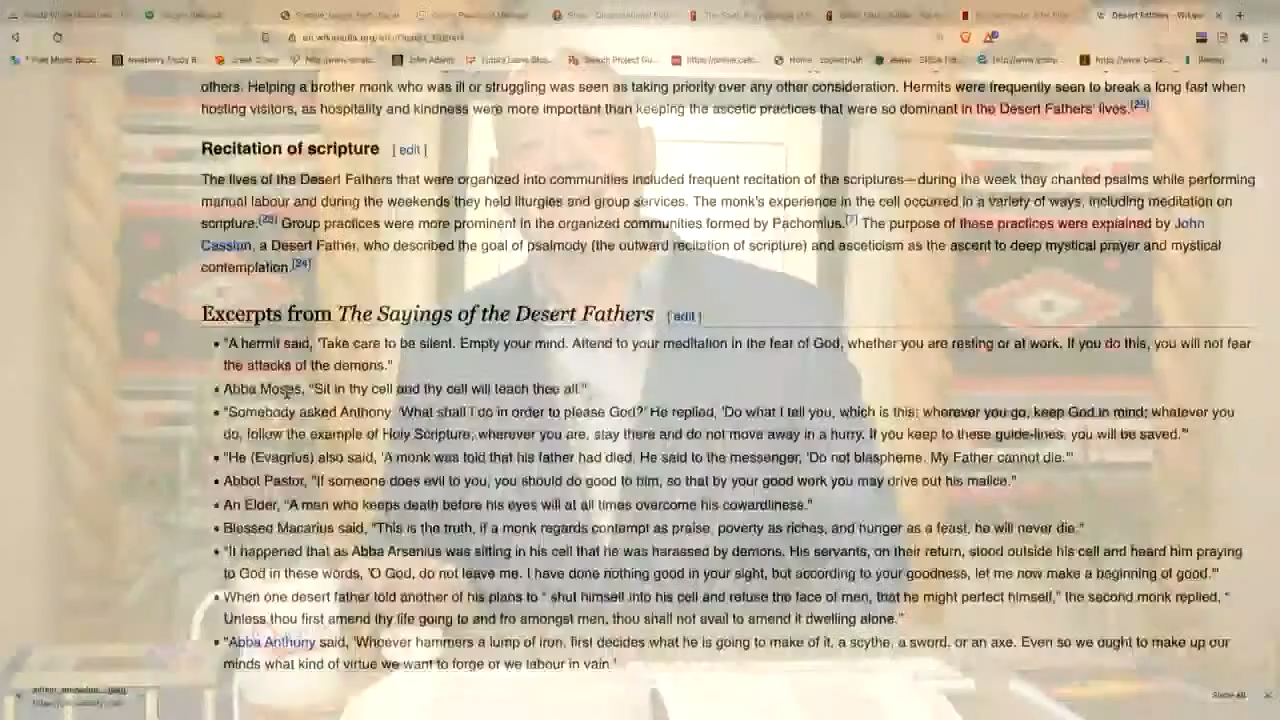 Desert Fathers - Wikipe
en.wikipedia.org/wiki/Desert_Fathers
John Adams
Search Project Gu...
others. Helping a brother monk who was ill or struggling was seen as taking priority over any other consideration. Hermits were frequently seen to break a long fast when
hosting visitors, as hospitality and kindness were more important than keeping the ascetic practices that were so dominant in the Desert Fathers' lives.[25]
Recitation of scripture [ edit ]
The lives of the Desert Fathers that were organized into communities included frequent recitation of the scriptures—during the week they chanted psalms while performing
manual labour and during the weekends they held liturgies and group services. The monk's experience in the cell occurred in a variety of ways, including meditation on
scripture.[23] Group practices were more prominent in the organized communities formed by Pachomius.[7] The purpose of these practices were explained by John
Cassian, a Desert Father, who described the goal of psalmody (the outward recitation of scripture) and asceticism as the ascent to deep mystical prayer and mystical
contemplation.[24]
Excerpts from The Sayings of the Desert Fathers [ edit ]
• "A hermit said, 'Take care to be silent. Empty your mind. Attend to your meditation in the fear of God, whether you are resting or at work. If you do this, you will not fear
the attacks of the demons."
• Abba Moses, "Sit in thy cell and thy cell will teach thee all."
• "Somebody asked Anthony, 'What shall I do in order to please God?' He replied, 'Do what I tell you, which is this: wherever you go, keep God in mind; whatever you
do, follow the example of Holy Scripture; wherever you are, stay there and do not move away in a hurry. If you keep to these guide-lines, you will be saved.'"
• "He (Evagrius) also said, 'A monk was told that his father had died. He said to the messenger, 'Do not blaspheme. My Father cannot die.'"
• Abbot Pastor, "If someone does evil to you, you should do good to him, so that by your good work you may drive out his malice."
• An Elder, "A man who keeps death before his eyes will at all times overcome his cowardliness."
• Blessed Macarius said, "This is the truth, if a monk regards contempt as praise, poverty as riches, and hunger as a feast, he will never die."
• "It happened that as Abba Arsenius was sitting in his cell that he was harassed by demons. His servants, on their return, stood outside his cell and heard him praying
to God in these words, 'O God, do not leave me. I have done nothing good in your sight, but according to your goodness, let me now make a beginning of good.'"
• When one desert father told another of his plans to " shut himself into his cell and refuse the face of men, that he might perfect himself," the second monk replied, "
Unless thou first amend thy life going to and fro amongst men, thou shall not avail to amend it dwelling alone."
• "Abba Anthony said, 'Whoever hammers a lump of iron, first decides what he is going to make of it, a scythe, a sword, or an axe. Even so we ought to make up our
minds what kind of virtue we want to forge or we labour in vain.'
Show All